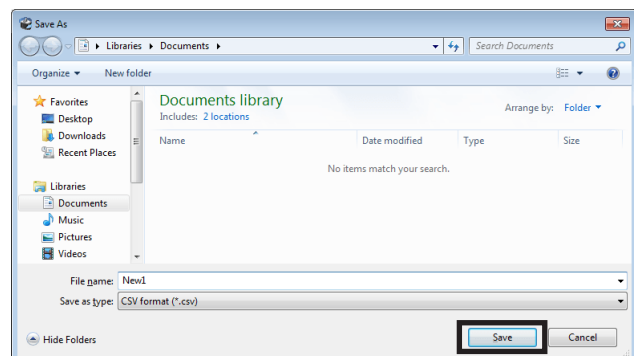 Save As
Libraries Documents Search Documents
Organize New folder
Favorites
Desktop
Downloads
Recent Places
Libraries
Documents
Music
Pictures
Videos
Documents library
Includes: 2 locations
Arrange by: Folder
Name Date modified Type Size
No items match your search.
File name: New1
Save as type: CSV format (*.csv)
Hide Folders Save Cancel